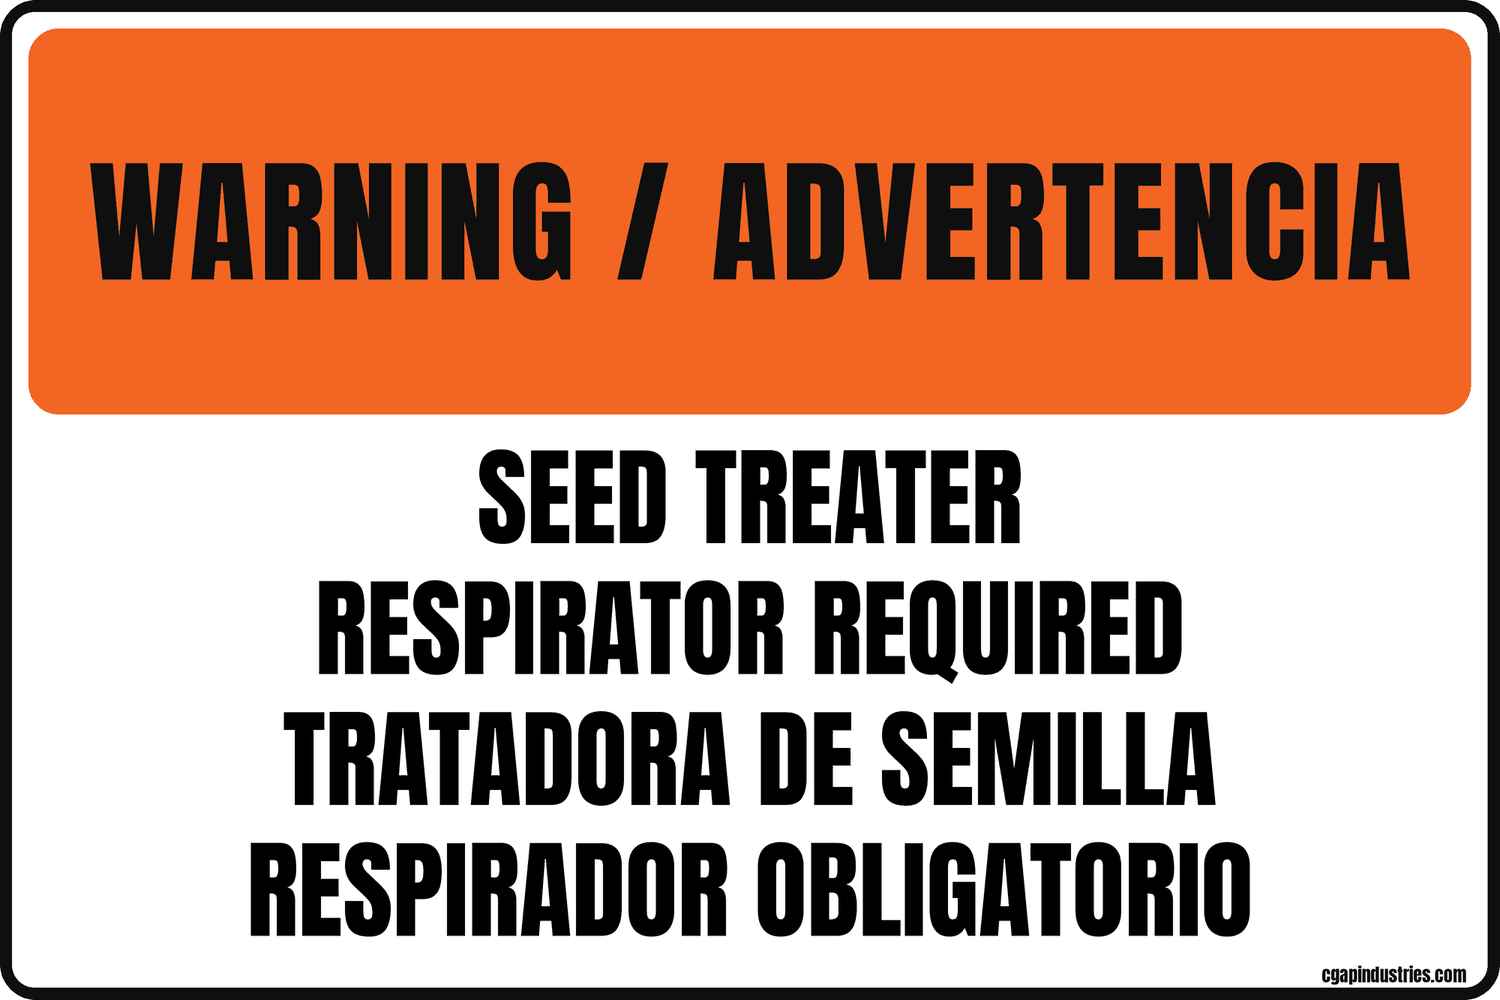 WARNING / ADVERTENCIA
SEED TREATER
RESPIRATOR REQUIRED
TRATADORA DE SEMILLA
RESPIRADOR OBLIGATORIO
cgapindustries.com